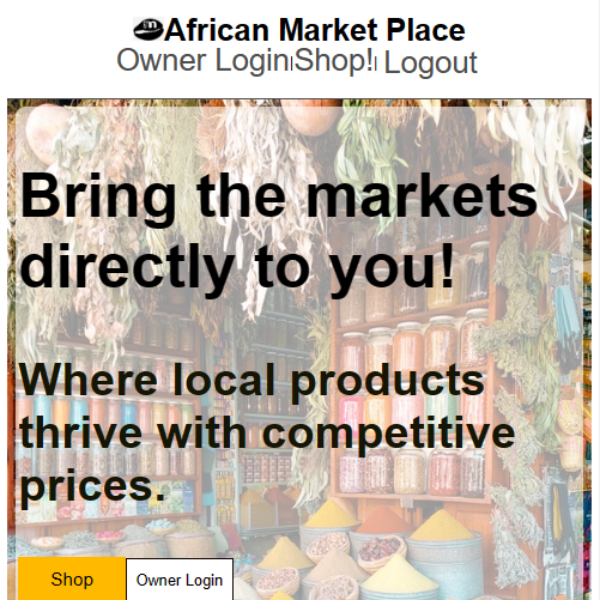 African Market Place
Owner Login Shop! Logout
Bring the markets
directly to you!
Where local products
thrive with competitive
prices.
Shop Owner Login